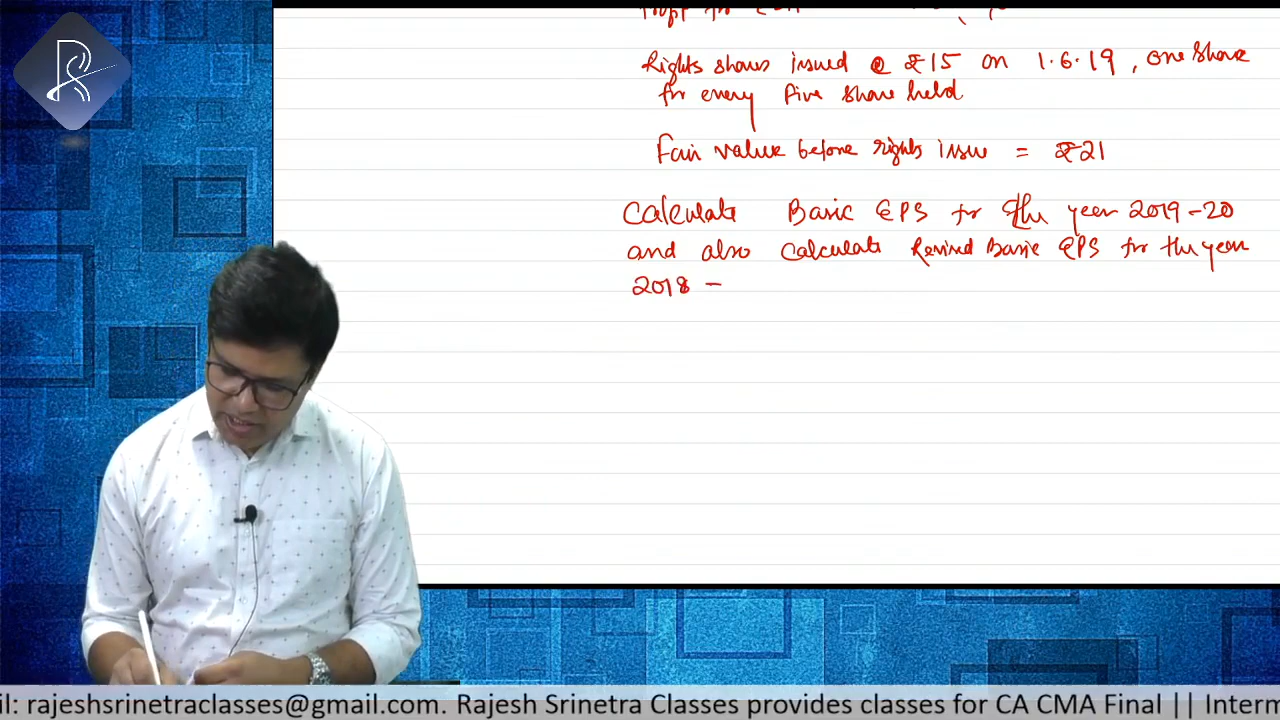 Rights shares issued @ ₹15 on 1.6.19, one share
for every five share held
Fair value before rights issue = ₹21
Calculate Basic EPS for the year 2019-20
and also calculate Revised Basic EPS for the year
2018 -
RS
il: rajeshsrinetraclasses@gmail.com. Rajesh Srinetra Classes provides classes for CA CMA Final || Intern